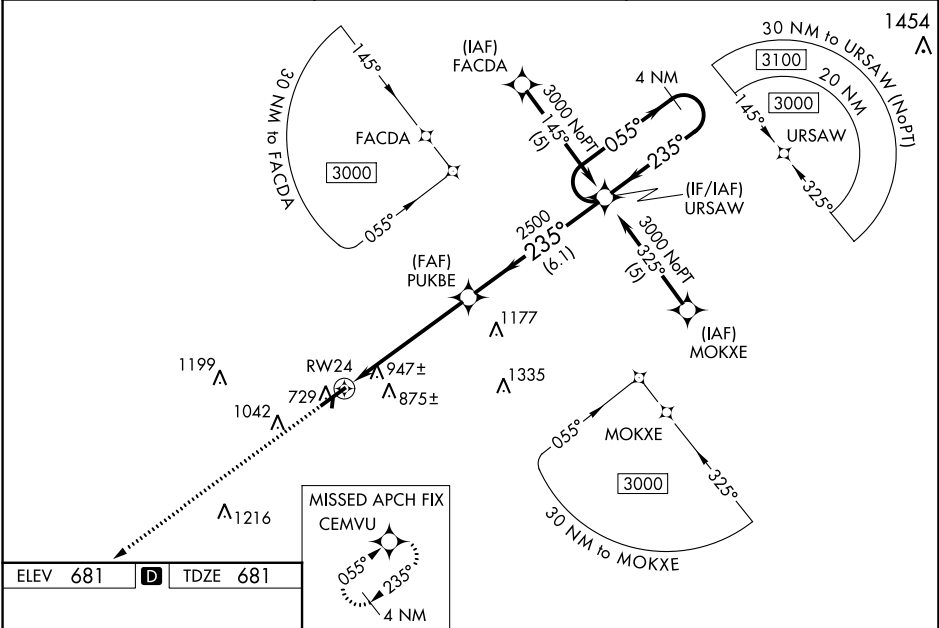 1454
30 NM to URSAW (NoPT)
3100
20 NM
3000
145°
URSAW
325°
(IAF)
FACDA
3000 NoPT
145°
(5)
4 NM
055°
235°
(IF/IAF)
URSAW
30 NM to FACDA
145°
FACDA
3000
055°
2500
235°
(6.1)
(FAF)
PUKBE
3000 NoPT
325°
(5)
(IAF)
MOKXE
1177
1199
RW24
947±
729
875±
1335
1042
1216
055°
MOKXE
325°
3000
30 NM to MOKXE
MISSED APCH FIX
CEMVU
055°
235°
4 NM
ELEV 681 D TDZE 681